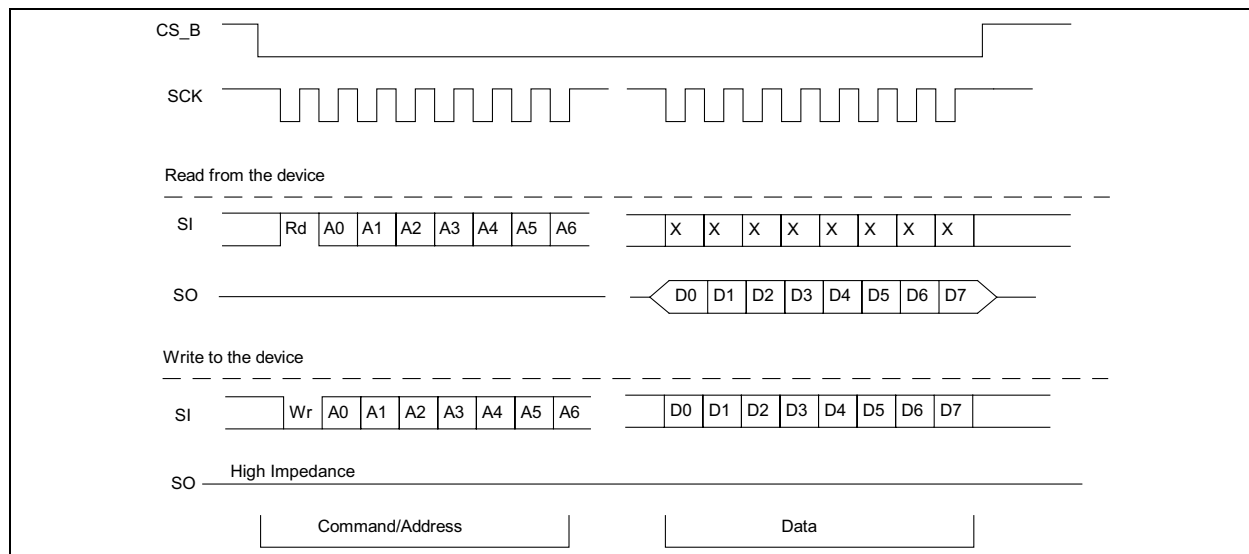 CS_B
SCK
Read from the device
SI Rd A0 A1 A2 A3 A4 A5 A6 X X X X X X X X
SO D0 D1 D2 D3 D4 D5 D6 D7
Write to the device
SI Wr A0 A1 A2 A3 A4 A5 A6 D0 D1 D2 D3 D4 D5 D6 D7
SO High Impedance
Command/Address Data